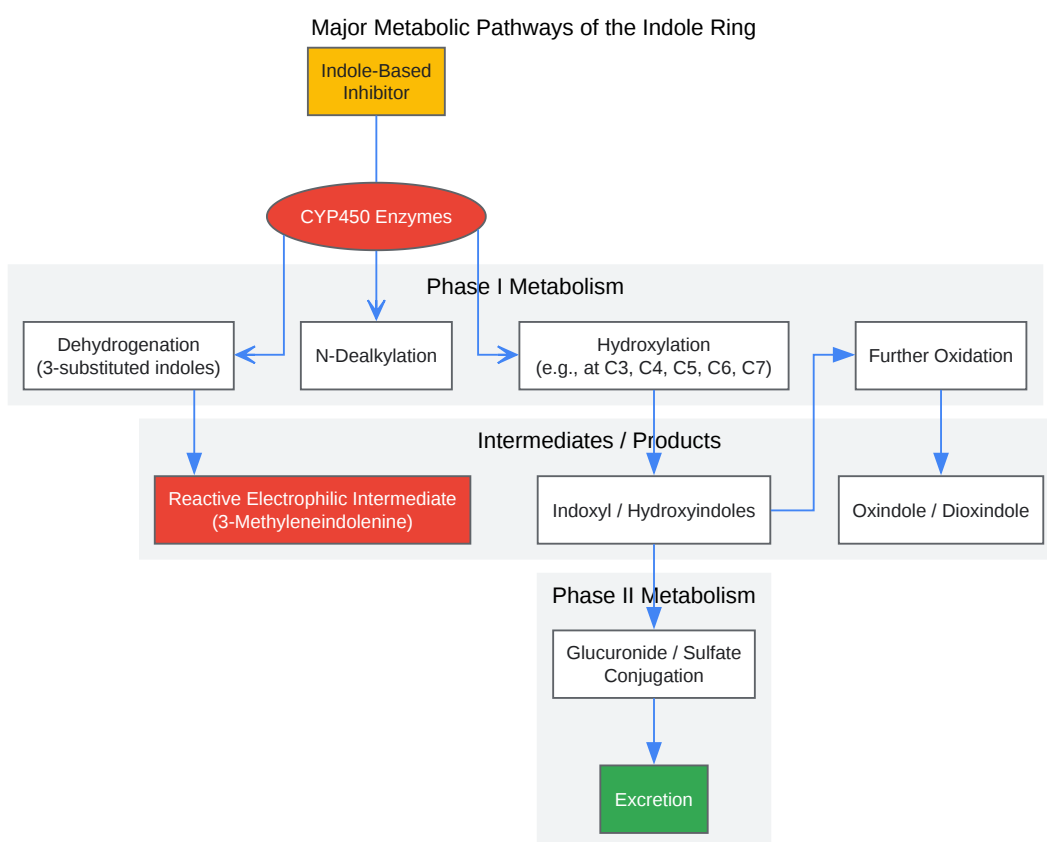 Major Metabolic Pathways of the Indole Ring
Indole-Based
Inhibitor
CYP450 Enzymes
Phase I Metabolism
Dehydrogenation
(3-substituted indoles)
N-Dealkylation
Hydroxylation
(e.g., at C3, C4, C5, C6, C7)
Further Oxidation
Intermediates / Products
Reactive Electrophilic Intermediate
(3-Methyleneindolenine)
Indoxyl / Hydroxyindoles
Oxindole / Dioxindole
Phase II Metabolism
Glucuronide / Sulfate
Conjugation
Excretion